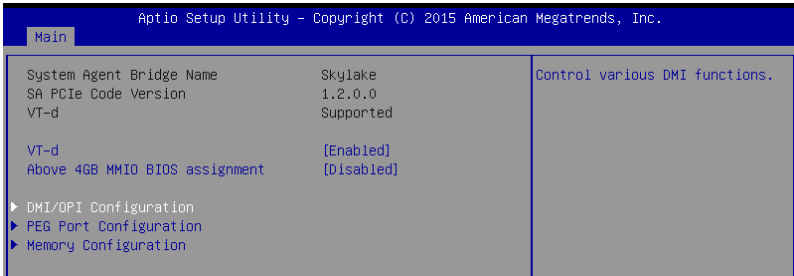 Aptio Setup Utility – Copyright (C) 2015 American Megatrends, Inc.
Main
System Agent Bridge Name Skylake
SA PCIe Code Version 1.2.0.0
VT-d Supported
VT-d [Enabled]
Above 4GB MMIO BIOS assignment [Disabled]
DMI/OPI Configuration
PEG Port Configuration
Memory Configuration
Control various DMI functions.